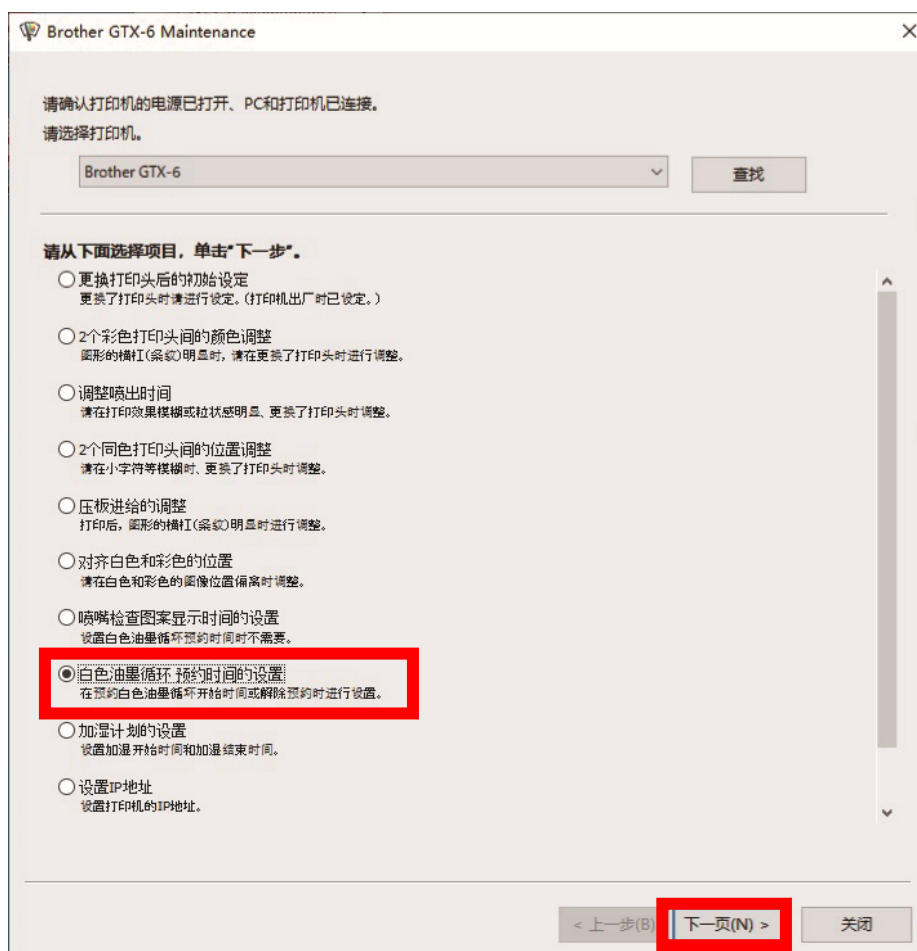 Brother GTX-6 Maintenance
请确认打印机的电源已打开、PC和打印机已连接。
请选择打印机。
Brother GTX-6
查找
请从下面选择项目，单击"下一步"。
更换打印头后的初始设定
更换了打印头时请进行设定。(打印机出厂时已设定。)
2个彩色打印头间的颜色调整
图形的横杠(条纹)明显时，请在更换了打印头时进行调整。
调整喷出时间
请在打印效果模糊或粒状感明显、更换了打印头时调整。
2个同色打印头间的位置调整
请在小字符等模糊时、更换了打印头时调整。
压板进给的调整
打印后，图形的横杠(条纹)明显时进行调整。
对齐白色和彩色的位置
请在白色和彩色的图像位置偏离时调整。
喷嘴检查图案显示时间的设置
设置白色油墨循环预约时间时不需要。
白色油墨循环 预约时间的设置
在预约白色油墨循环开始时间或解除预约时进行设置。
加湿计划的设置
设置加湿开始时间和加湿结束时间。
设置IP地址
设置打印机的IP地址。
< 上一步(B)
下一页(N) >
关闭